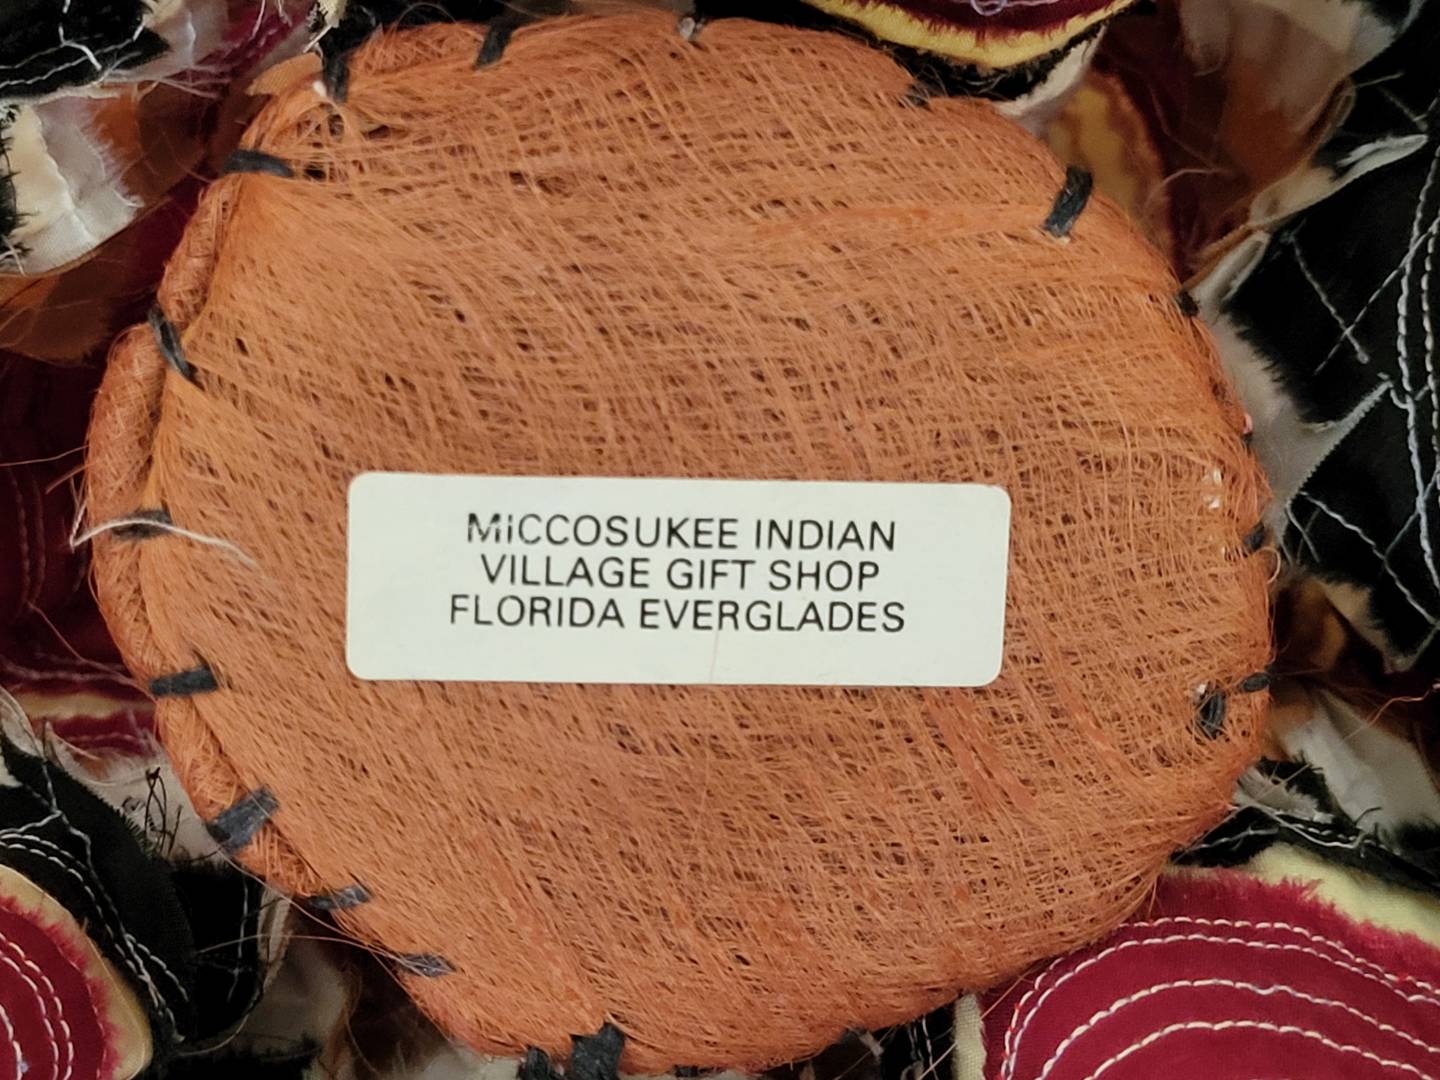 MiCCOSUKEE INDIAN
VILLAGE GIFT SHOP
FLORIDA EVERGLADES